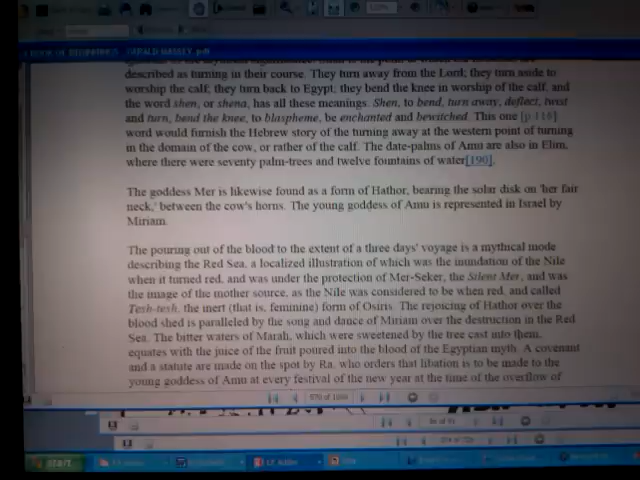 described as turning in their course. They turn away from the Lord; they turn aside to
worship the calf; they turn back to Egypt; they bend the knee in worship of the calf, and
the word shen, or shena, has all these meanings. Shen, to bend, turn away, deflect, twist
and turn, bend the knee, to blaspheme, be enchanted and bewitched. This one [p.116]
word would furnish the Hebrew story of the turning away at the western point of turning
in the domain of the cow, or rather of the calf. The date-palms of Amu are also in Elim,
where there were seventy palm-trees and twelve fountains of water[190].
The goddess Mer is likewise found as a form of Hathor, bearing the solar disk on 'her fair
neck,' between the cow's horns. The young goddess of Amu is represented in Israel by
Miriam.
The pouring out of the blood to the extent of a three days' voyage is a mythical mode
describing the Red Sea, a localized illustration of which was the inundation of the Nile
when it turned red, and was under the protection of Mer-Seker, the Silent Mer, and was
the image of the mother source, as the Nile was considered to be when red, and called
Tesh-tesh, the inert (that is, feminine) form of Osiris. The rejoicing of Hathor over the
blood shed is paralleled by the song and dance of Miriam over the destruction in the Red
Sea. The bitter waters of Marah, which were sweetened by the tree cast into them,
equates with the juice of the fruit poured into the blood of the Egyptian myth. A covenant
and a statute are made on the spot by Ra, who orders that libation is to be made to the
young goddess of Amu at every festival of the new year at the time of the overflow of
start